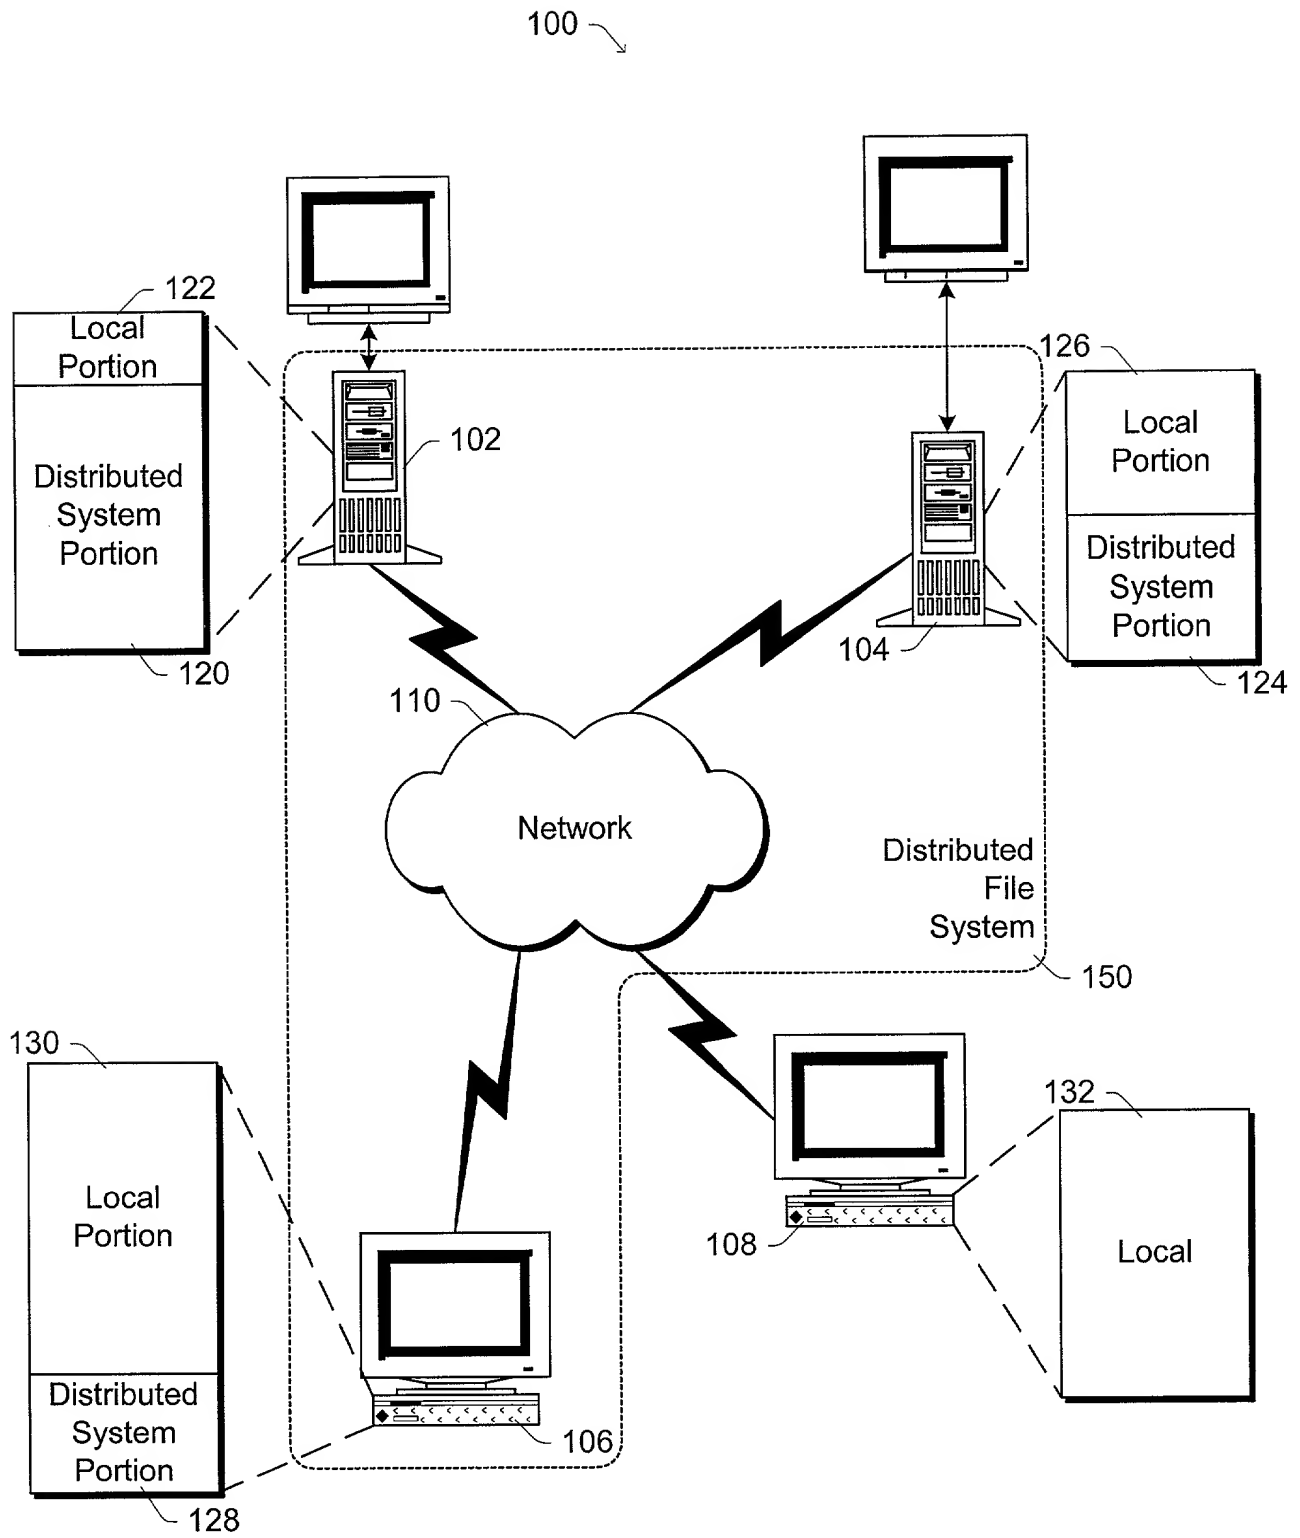 100
122
Local
Portion
Distributed
System
Portion
120
102
126
Local
Portion
Distributed
System
Portion
124
104
110
Network
Distributed
File
System
150
130
Local
Portion
Distributed
System
Portion
128
106
108
132
Local